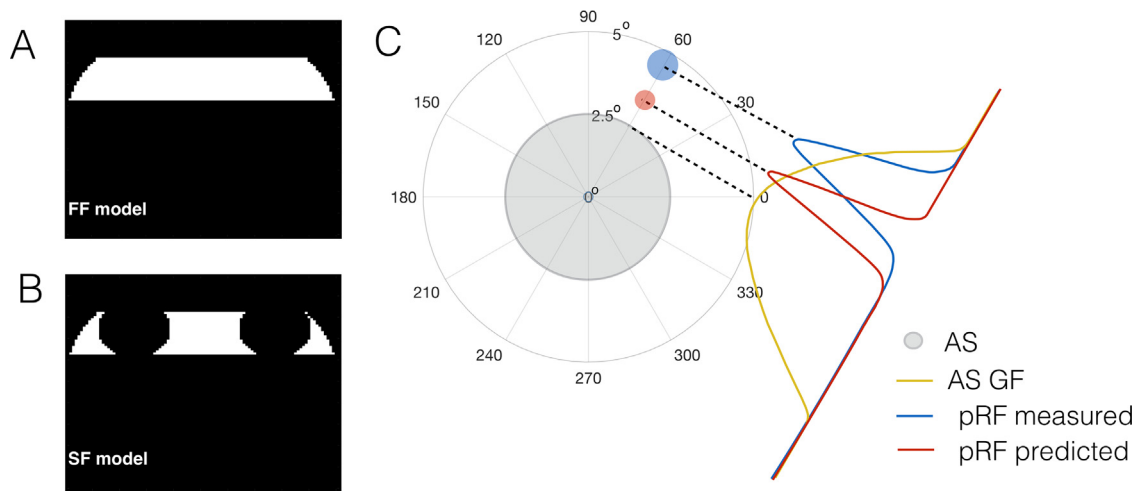 A
FF model
B
SF model
C
90
5°
120
60
150
30
2.5°
180
0°
0
210
330
240
300
270
AS
AS GF
pRF measured
pRF predicted